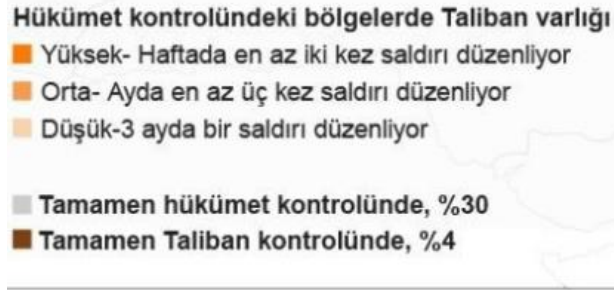 Hükümet kontrolündeki bölgelerde Taliban varlığı
Yüksek- Haftada en az iki kez saldırı düzenliyor
Orta- Ayda en az üç kez saldırı düzenliyor
Düşük-3 ayda bir saldırı düzenliyor
Tamamen hükümet kontrolünde, %30
Tamamen Taliban kontrolünde, %4